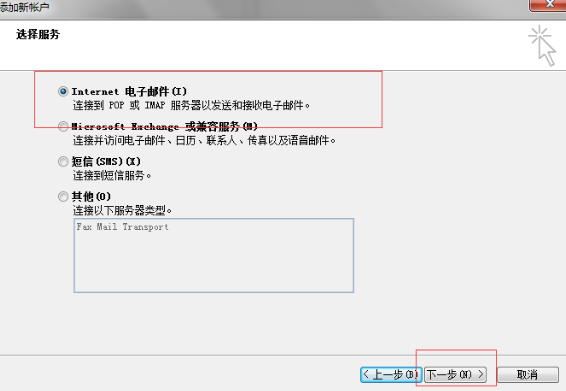 添加新帐户
选择服务
Internet 电子邮件(I)
连接到 POP 或 IMAP 服务器以发送和接收电子邮件。
Microsoft Exchange 或兼容服务(M)
连接并访问电子邮件、日历、联系人、传真以及语音邮件。
短信(SMS)(X)
连接到短信服务。
其他(O)
连接以下服务器类型。
Fax Mail Transport
< 上一步(B) 下一步(N) > 取消